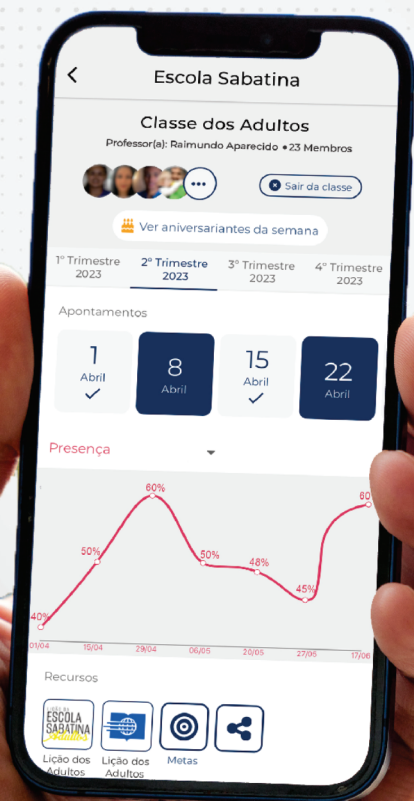 Escola Sabatina
Classe dos Adultos
Professor(a): Raimundo Aparecido • 23 Membros
Sair da classe
Ver aniversariantes da semana
1º Trimestre 2023
2º Trimestre 2023
3º Trimestre 2023
4º Trimestre 2023
Apontamentos
1 Abril
8 Abril
15 Abril
22 Abril
Presença
40%
50%
60%
50%
48%
45%
60
01/04 15/04 29/04 06/05 20/05 27/05 17/06
Recursos
LIÇÃO DA
ESCOLA
SABATINA
Adultos
Lição dos
Adultos
Lição dos
Adultos
Metas